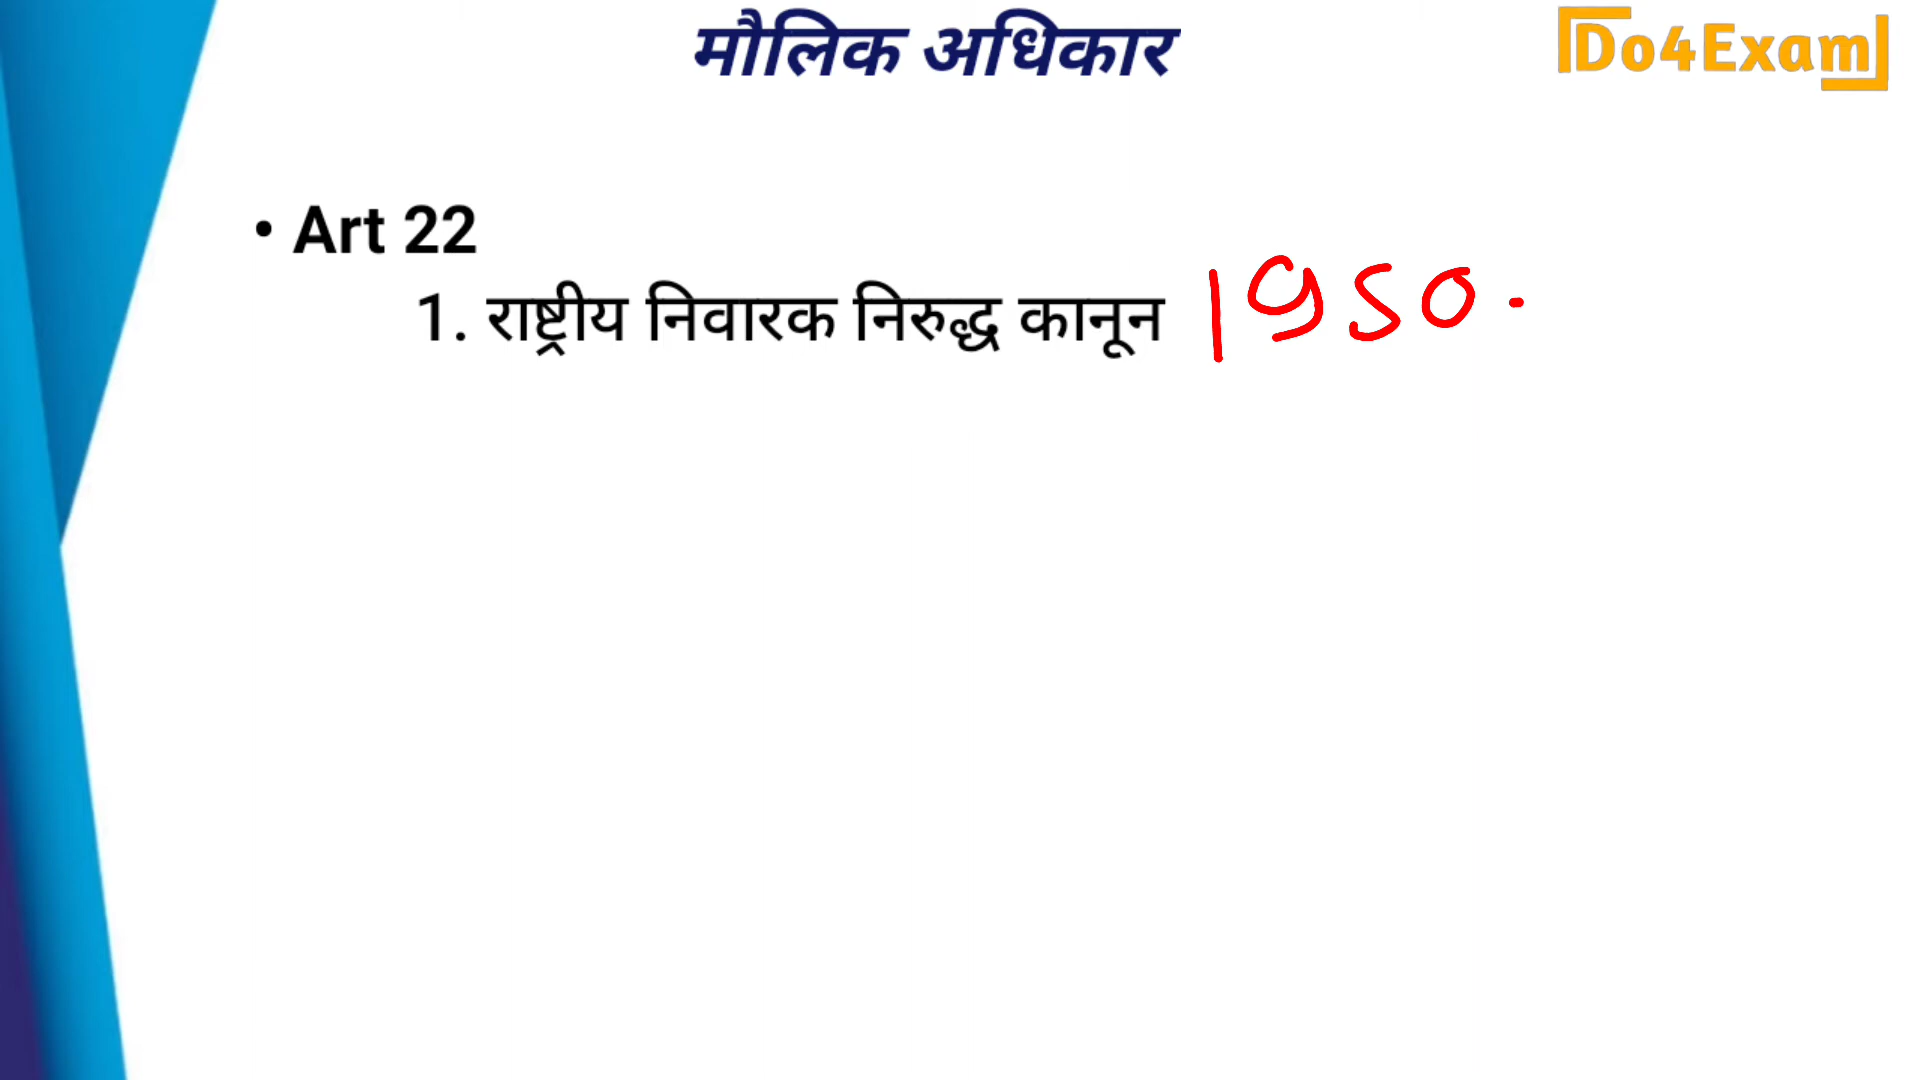 मौलिक अधिकार
Do4Exam
• Art 22
1. राष्ट्रीय निवारक निरुद्ध कानून 1950.